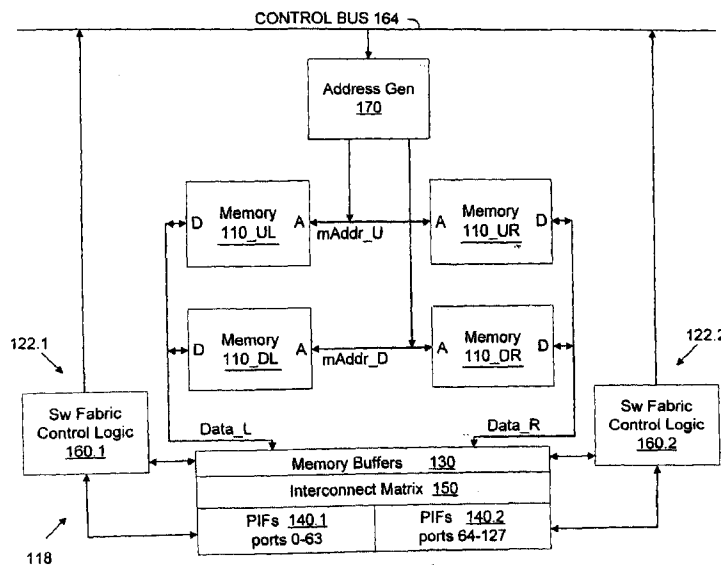 CONTROL BUS 164
Address Gen
170
D Memory A
110_UL
mAddr_U
A Memory D
110_UR
D Memory A
110_DL
mAddr_D
A Memory D
110_DR
122.1
122.2
Sw Fabric
Control Logic
160.1
Data_L
Data_R
Sw Fabric
Control Logic
160.2
Memory Buffers 130
Interconnect Matrix 150
PIFs 140.1
ports 0-63
PIFs 140.2
ports 64-127
118